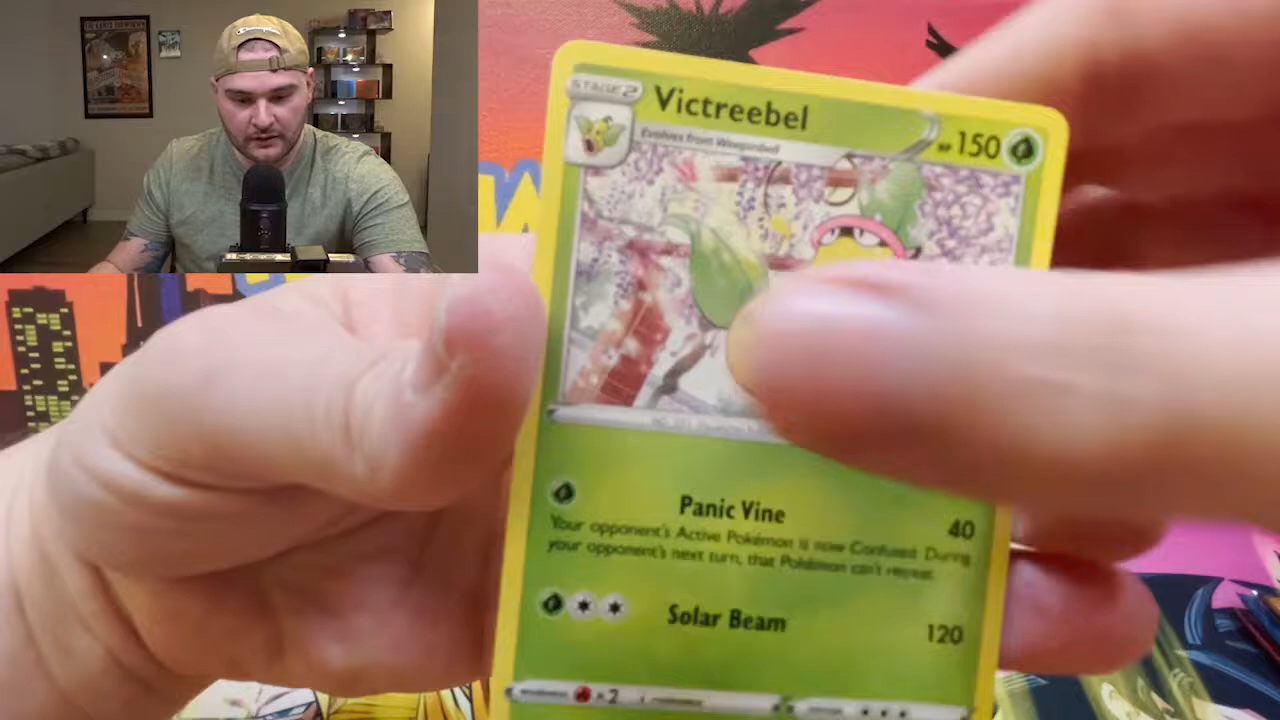 STAGE 2
Victreebel
HP 150
Evolves from Weepinbell
Panic Vine 40
Your opponent's Active Pokémon is now Confused. During
your opponent's next turn, that Pokémon can't retreat.
Solar Beam 120
weakness ×2